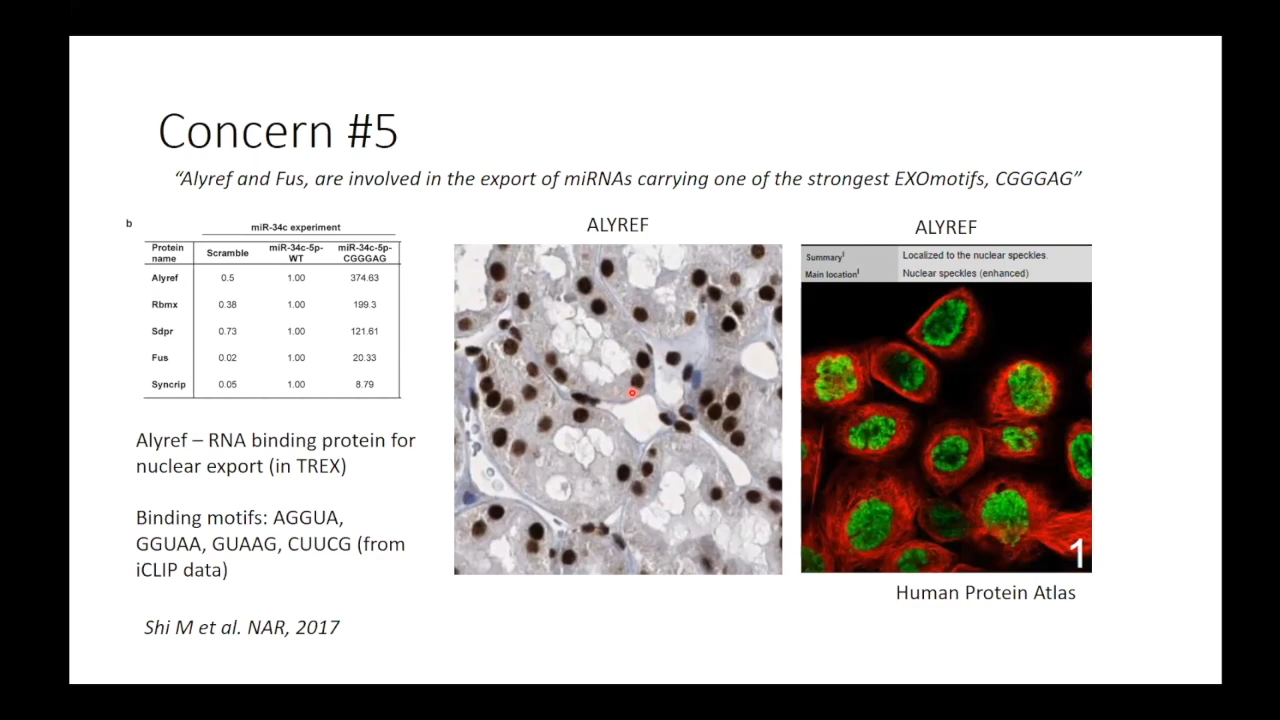 Concern #5
“Alyref and Fus, are involved in the export of miRNAs carrying one of the strongest EXOmotifs, CGGGAG”
b
miR-34c experiment
Protein name Scramble miR-34c-5p-WT miR-34c-5p-CGGGAG
Alyref 0.5 1.00 374.63
Rbmx 0.38 1.00 199.3
Sdpr 0.73 1.00 121.61
Fus 0.02 1.00 20.33
Syncrip 0.05 1.00 8.79
Alyref – RNA binding protein for
nuclear export (in TREX)
Binding motifs: AGGUA,
GGUAA, GUAAG, CUUCG (from
iCLIP data)
Shi M et al. NAR, 2017
ALYREF
ALYREF
Summary Localized to the nuclear speckles.
Main location Nuclear speckles (enhanced)
1
Human Protein Atlas